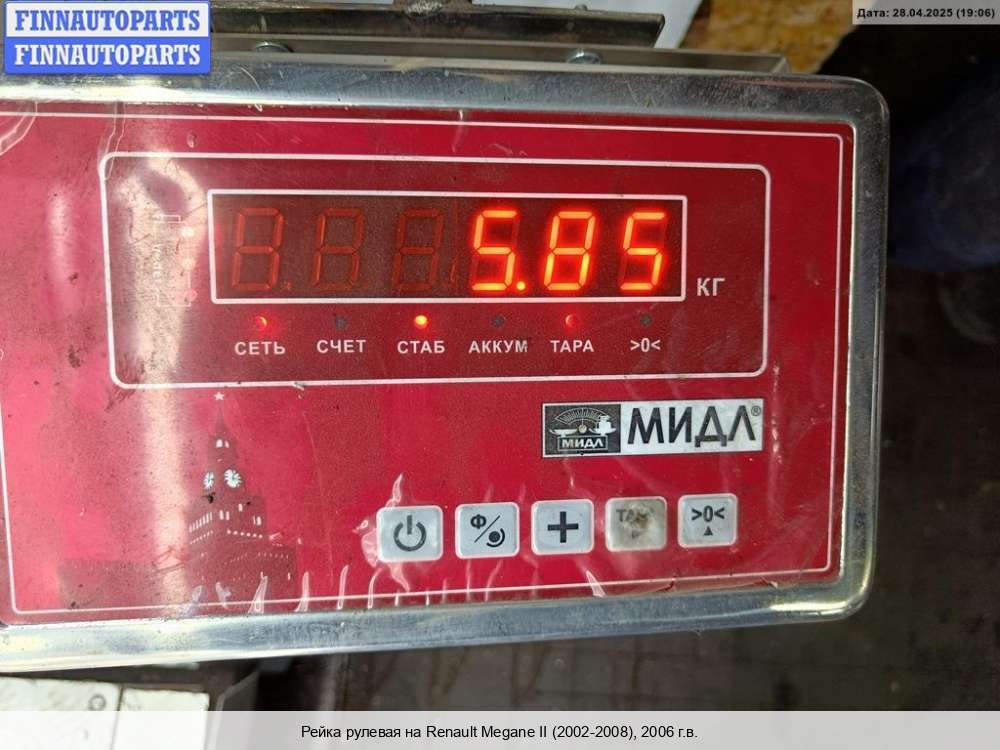 FINNAUTOPARTS
FINNAUTOPARTS
Дата: 28.04.2025 (19:06)
5.85
КГ
СЕТЬ СЧЕТ СТАБ АККУМ ТАРА >0<
МИДЛ
МИДЛ®
Ф
>0<
Рейка рулевая на Renault Megane II (2002-2008), 2006 г.в.